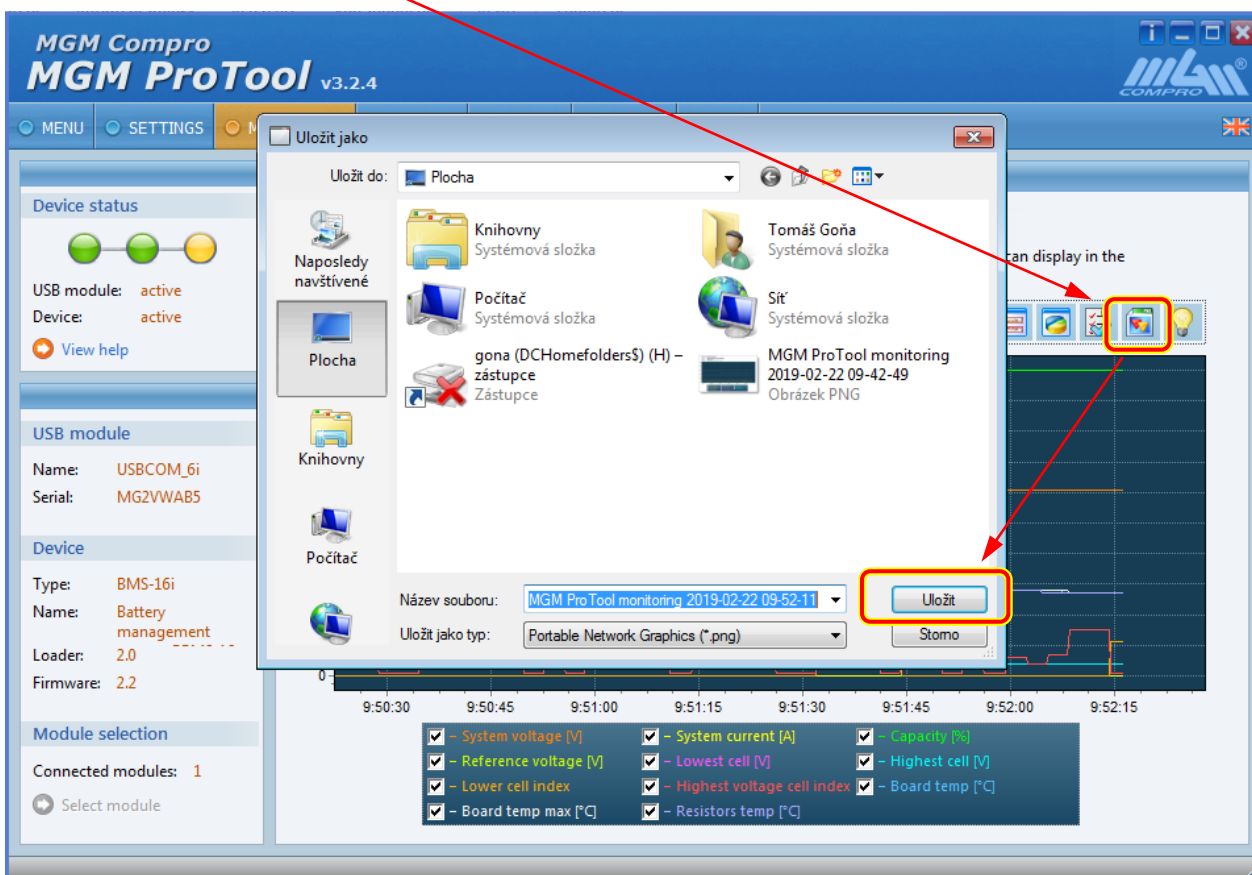 MGM Compro
MGM ProTool v3.2.4
COMPRO
MENU
SETTINGS
Device status
USB module: active
Device: active
View help
USB module
Name: USBCOM_6i
Serial: MG2VWAB5
Device
Type: BMS-16i
Name: Battery
management
Loader: 2.0
Firmware: 2.2
Module selection
Connected modules: 1
Select module
can display in the
Uložit jako
Uložit do: Plocha
Naposledy
navštívené
Plocha
Knihovny
Počítač
Knihovny
Systémová složka
Tomáš Goňa
Systémová složka
Počítač
Systémová složka
Síť
Systémová složka
gona (DCHomefolders$) (H) –
zástupce
Zástupce
MGM ProTool monitoring
2019-02-22 09-42-49
Obrázek PNG
Název souboru: MGM ProTool monitoring 2019-02-22 09-52-11
Uložit
Uložit jako typ: Portable Network Graphics (*.png)
Storno
0
9:50:30 9:50:45 9:51:00 9:51:15 9:51:30 9:51:45 9:52:00 9:52:15
– System voltage [V] – System current [A] – Capacity [%]
– Reference voltage [V] – Lowest cell [V] – Highest cell [V]
– Lower cell index – Highest voltage cell index – Board temp [°C]
– Board temp max [°C] – Resistors temp [°C]